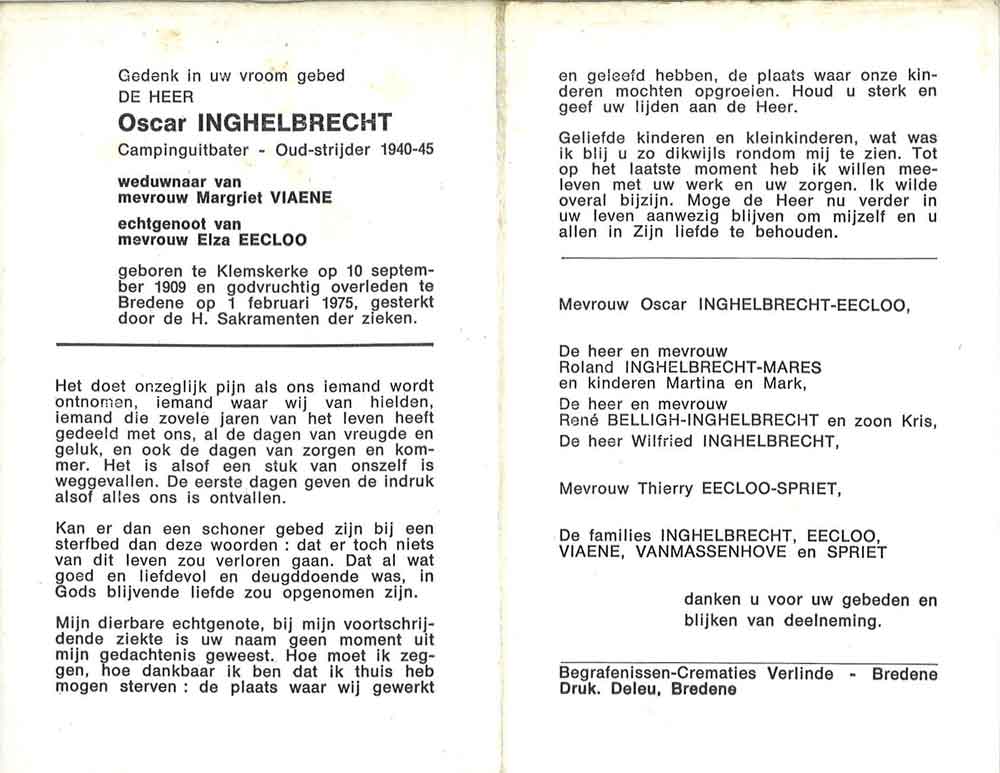 Gedenk in uw vroom gebed
DE HEER
Oscar INGHELBRECHT
Campinguitbater - Oud-strijder 1940-45
weduwnaar van
mevrouw Margriet VIAENE
echtgenoot van
mevrouw Elza EECLOO
geboren te Klemskerke op 10 septem-
ber 1909 en godvruchtig overleden te
Bredene op 1 februari 1975, gesterkt
door de H. Sakramenten der zieken.
Het doet onzeglijk pijn als ons iemand wordt
ontnomen, iemand waar wij van hielden,
iemand die zovele jaren van het leven heeft
gedeeld met ons, al de dagen van vreugde en
geluk, en ook de dagen van zorgen en kom-
mer. Het is alsof een stuk van onszelf is
weggevallen. De eerste dagen geven de indruk
alsof alles ons is ontvallen.
Kan er dan een schoner gebed zijn bij een
sterfbed dan deze woorden : dat er toch niets
van dit leven zou verloren gaan. Dat al wat
goed en liefdevol en deugddoende was, in
Gods blijvende liefde zou opgenomen zijn.
Mijn dierbare echtgenote, bij mijn voortschrij-
dende ziekte is uw naam geen moment uit
mijn gedachtenis geweest. Hoe moet ik zeg-
gen, hoe dankbaar ik ben dat ik thuis heb
mogen sterven : de plaats waar wij gewerkt
en geleefd hebben, de plaats waar onze kin-
deren mochten opgroeien. Houd u sterk en
geef uw lijden aan de Heer.
Geliefde kinderen en kleinkinderen, wat was
ik blij u zo dikwijls rondom mij te zien. Tot
op het laatste moment heb ik willen mee-
leven met uw werk en uw zorgen. Ik wilde
overal bijzijn. Moge de Heer nu verder in
uw leven aanwezig blijven om mijzelf en u
allen in Zijn liefde te behouden.
Mevrouw Oscar INGHELBRECHT-EECLOO,
De heer en mevrouw
Roland INGHELBRECHT-MARES
en kinderen Martina en Mark,
De heer en mevrouw
René BELLIGH-INGHELBRECHT en zoon Kris,
De heer Wilfried INGHELBRECHT,
Mevrouw Thierry EECLOO-SPRIET,
De families INGHELBRECHT, EECLOO,
VIAENE, VANMASSENHOVE en SPRIET
danken u voor uw gebeden en
blijken van deelneming.
Begrafenissen-Crematies Verlinde - Bredene
Druk. Deleu, Bredene